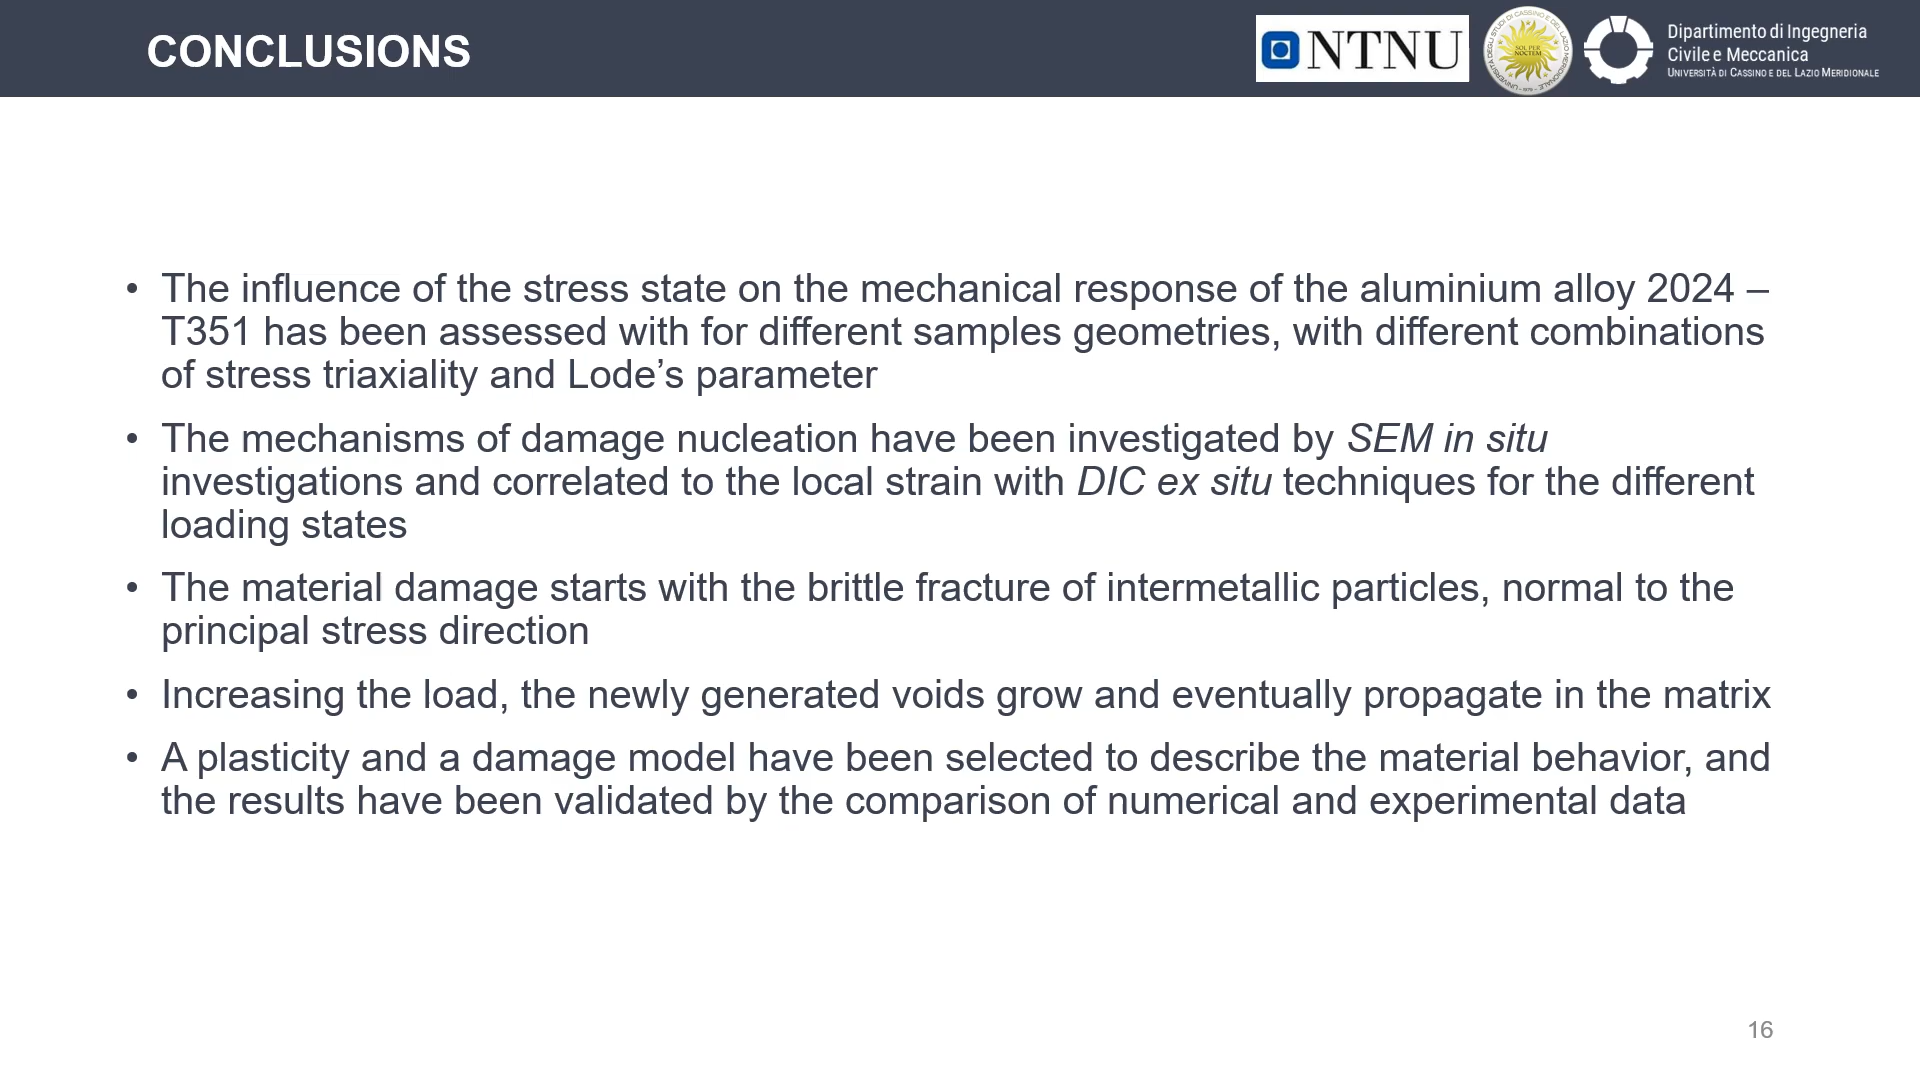 CONCLUSIONS
NTNU
SOL PER
NOCTEM
Dipartimento di Ingegneria
Civile e Meccanica
UNIVERSITÀ DI CASSINO E DEL LAZIO MERIDIONALE
• The influence of the stress state on the mechanical response of the aluminium alloy 2024 –
T351 has been assessed with for different samples geometries, with different combinations
of stress triaxiality and Lode’s parameter
• The mechanisms of damage nucleation have been investigated by SEM in situ
investigations and correlated to the local strain with DIC ex situ techniques for the different
loading states
• The material damage starts with the brittle fracture of intermetallic particles, normal to the
principal stress direction
• Increasing the load, the newly generated voids grow and eventually propagate in the matrix
• A plasticity and a damage model have been selected to describe the material behavior, and
the results have been validated by the comparison of numerical and experimental data
16